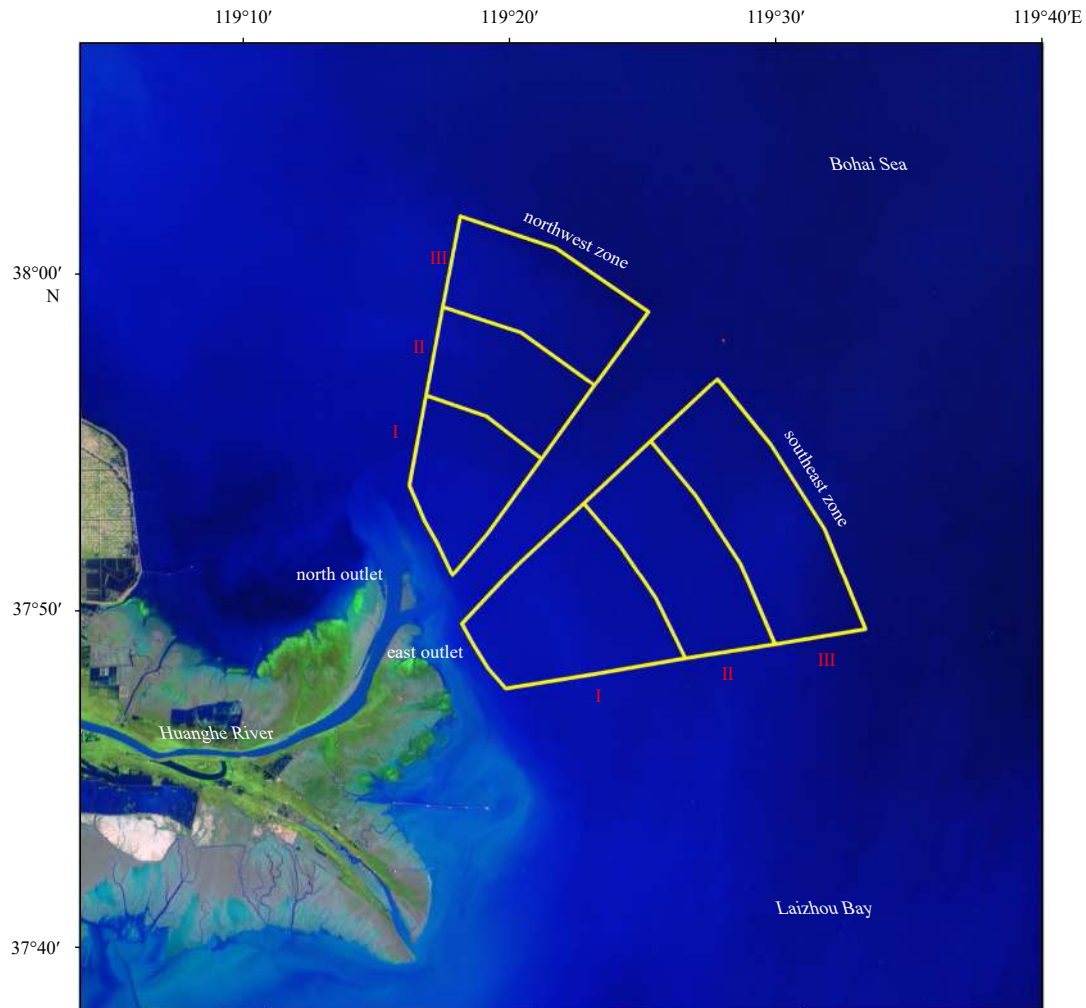 119°10′
119°20′
119°30′
119°40′E
Bohai Sea
northwest zone
III
38°00′
N
II
I
southeast zone
north outlet
37°50′
east outlet
III
II
I
Huanghe River
Laizhou Bay
37°40′